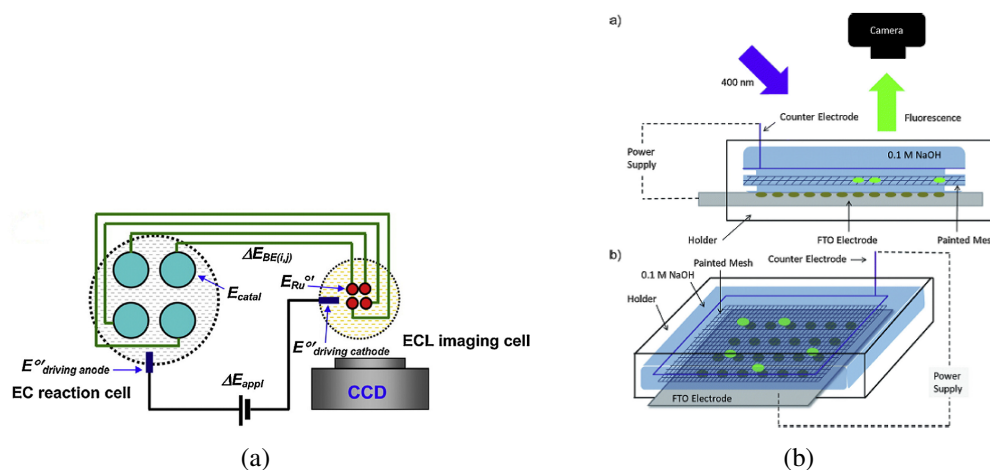 ΔE_BE(i,j)
E_Ru°′
E_catal
E°′_driving cathode
ECL imaging cell
E°′_driving anode
EC reaction cell
ΔE_appl
CCD
(a)
a)
Camera
400 nm
Counter Electrode
Fluorescence
Power
Supply
0.1 M NaOH
Holder
FTO Electrode
Painted Mesh
b)
Painted Mesh
Counter Electrode
0.1 M NaOH
Holder
Power
Supply
FTO Electrode
(b)